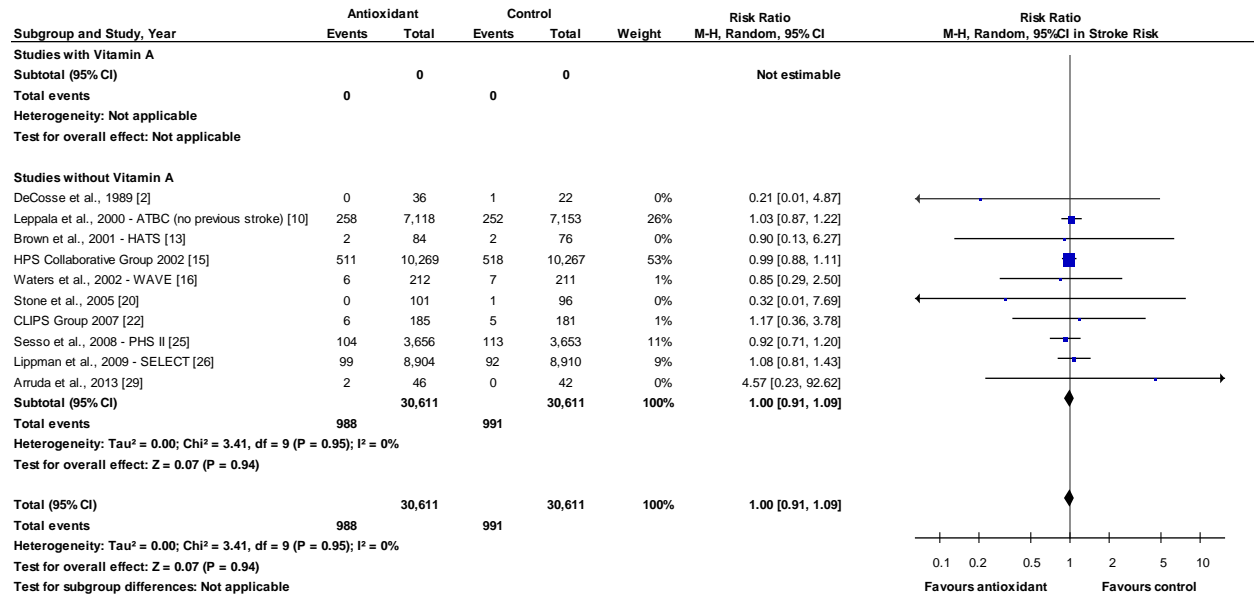 Antioxidant Control Risk Ratio Risk Ratio
Subgroup and Study, Year Events Total Events Total Weight M-H, Random, 95% CI M-H, Random, 95%CI in Stroke Risk
Studies with Vitamin A
Subtotal (95% CI) 0 0 Not estimable
Total events 0 0
Heterogeneity: Not applicable
Test for overall effect: Not applicable
Studies without Vitamin A
DeCosse et al., 1989 [2] 0 36 1 22 0% 0.21 [0.01, 4.87]
Leppala et al., 2000 - ATBC (no previous stroke) [10] 258 7,118 252 7,153 26% 1.03 [0.87, 1.22]
Brown et al., 2001 - HATS [13] 2 84 2 76 0% 0.90 [0.13, 6.27]
HPS Collaborative Group 2002 [15] 511 10,269 518 10,267 53% 0.99 [0.88, 1.11]
Waters et al., 2002 - WAVE [16] 6 212 7 211 1% 0.85 [0.29, 2.50]
Stone et al., 2005 [20] 0 101 1 96 0% 0.32 [0.01, 7.69]
CLIPS Group 2007 [22] 6 185 5 181 1% 1.17 [0.36, 3.78]
Sesso et al., 2008 - PHS II [25] 104 3,656 113 3,653 11% 0.92 [0.71, 1.20]
Lippman et al., 2009 - SELECT [26] 99 8,904 92 8,910 9% 1.08 [0.81, 1.43]
Arruda et al., 2013 [29] 2 46 0 42 0% 4.57 [0.23, 92.62]
Subtotal (95% CI) 30,611 30,611 100% 1.00 [0.91, 1.09]
Total events 988 991
Heterogeneity: Tau² = 0.00; Chi² = 3.41, df = 9 (P = 0.95); I² = 0%
Test for overall effect: Z = 0.07 (P = 0.94)
Total (95% CI) 30,611 30,611 100% 1.00 [0.91, 1.09]
Total events 988 991
Heterogeneity: Tau² = 0.00; Chi² = 3.41, df = 9 (P = 0.95); I² = 0%
0.1 0.2 0.5 1 2 5 10
Test for overall effect: Z = 0.07 (P = 0.94)
Test for subgroup differences: Not applicable Favours antioxidant Favours control